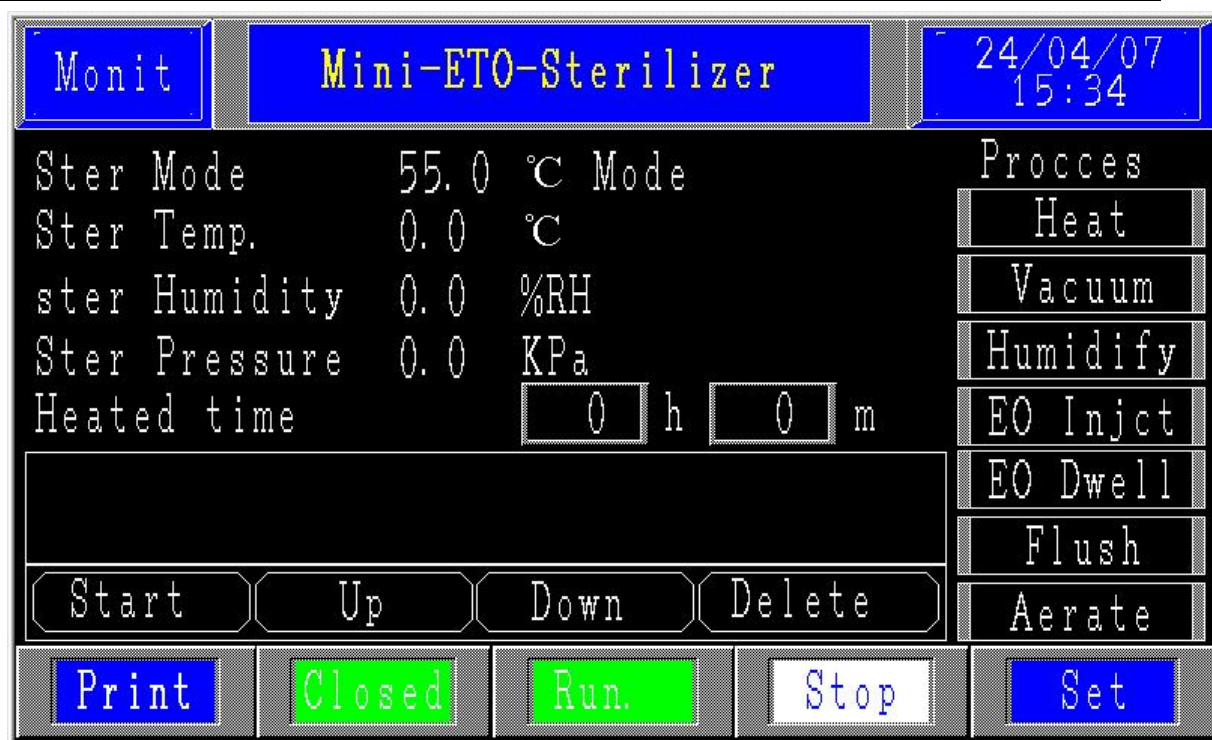 Monit
Mini-ETO-Sterilizer
24/04/07
15:34
Ster Mode 55.0 ℃ Mode
Ster Temp. 0.0 ℃
ster Humidity 0.0 %RH
Ster Pressure 0.0 KPa
Heated time 0 h 0 m
Procces
Heat
Vacuum
Humidify
EO Injct
EO Dwell
Flush
Aerate
Start Up Down Delete
Print Closed Run. Stop Set